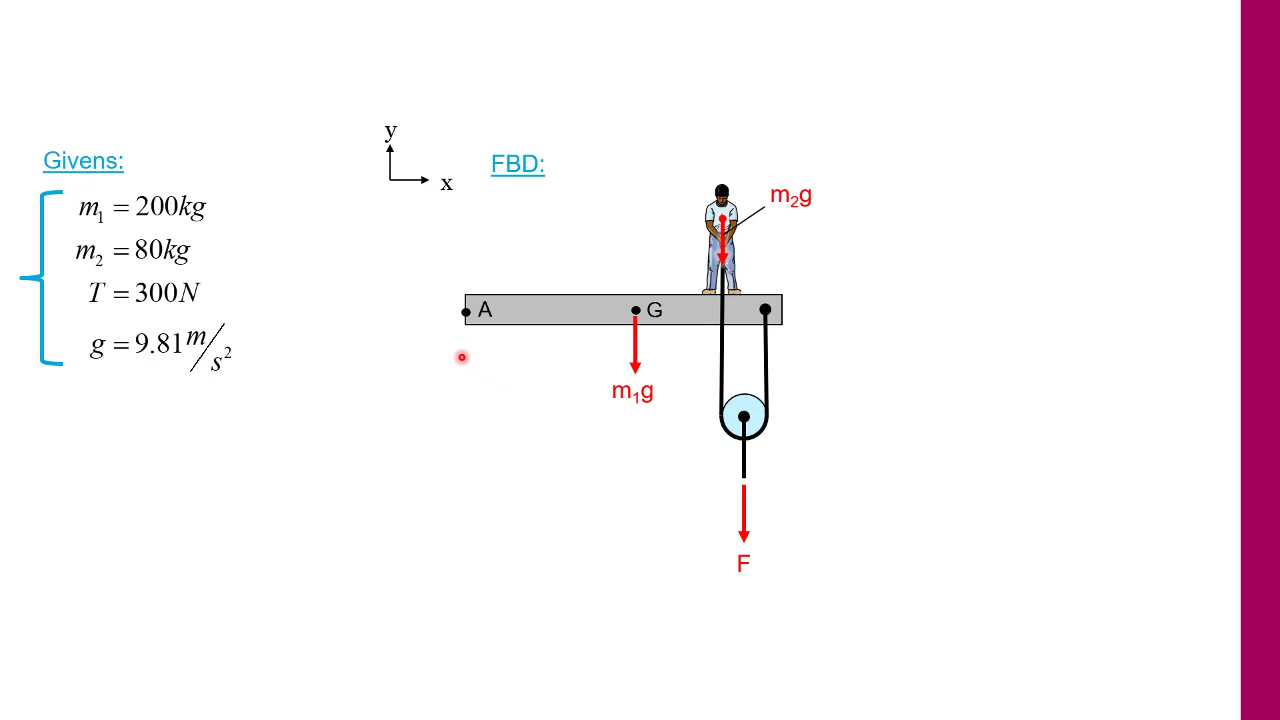 Givens:
m₁ = 200kg
m₂ = 80kg
T = 300N
g = 9.81 m/s²
y
x
FBD:
m₂g
A
G
m₁g
F